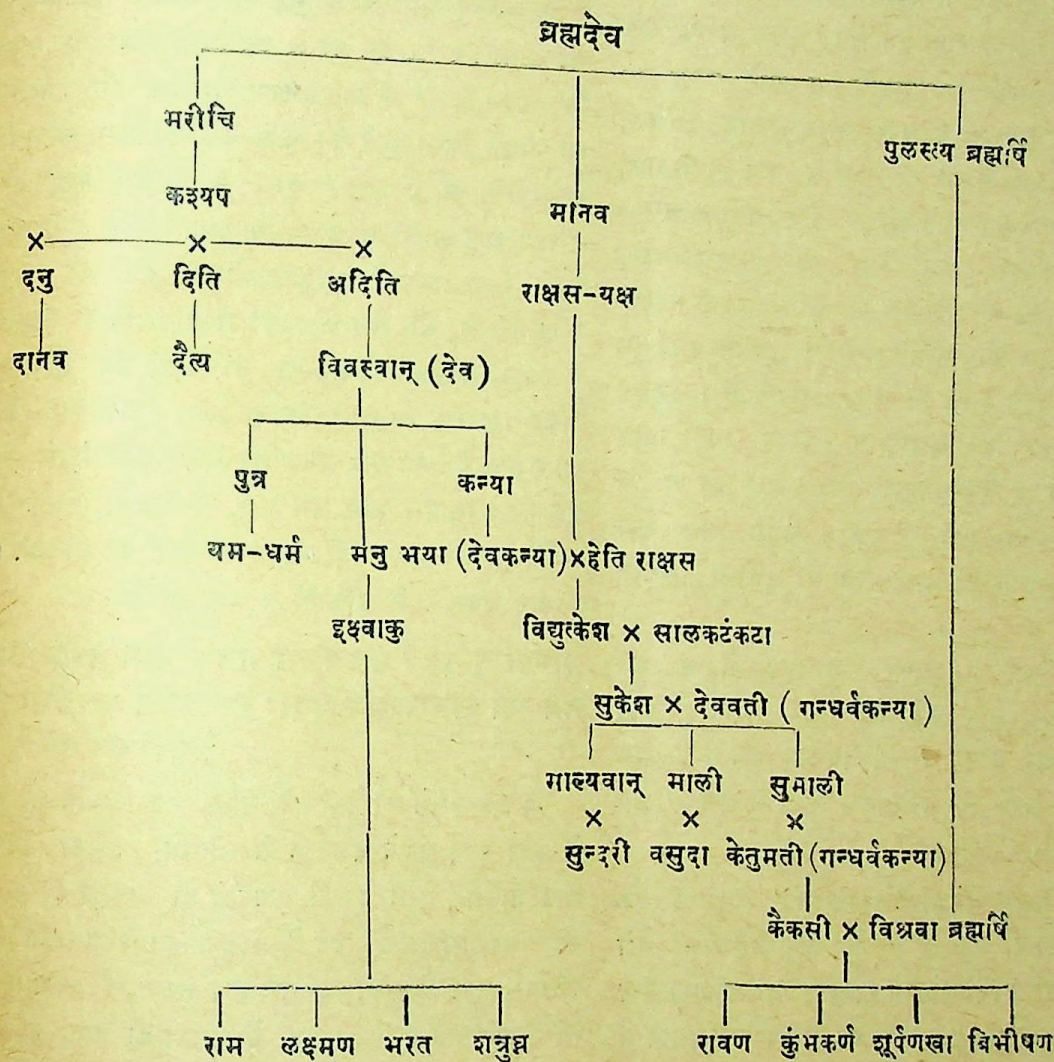 ब्रह्मदेव
मरीचि
पुलस्त्य ब्रह्मर्षि
कश्यप
मानव
× × ×
दनु दिति अदिति राक्षस-यक्ष
दानव दैत्य विवस्वान् (देव)
पुत्र कन्या
यम-धर्म मनु भया (देवकन्या)×हेति राक्षस
इक्ष्वाकु विद्युत्केश × सालकटंकटा
सुकेश × देववती ( गन्धर्वकन्या )
माल्यवान् माली सुमाली
× × ×
सुन्दरी वसुदा केतुमती (गन्धर्वकन्या)
कैकसी × विश्रवा ब्रह्मर्षि
राम लक्ष्मण भरत शत्रुघ्न रावण कुंभकर्ण शूर्पणखा बिभीषण